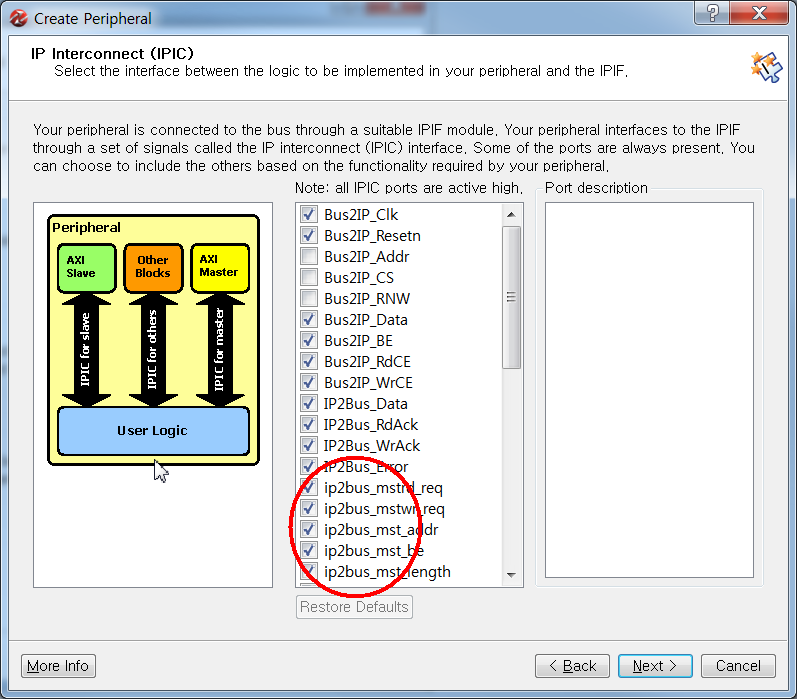 Create Peripheral
IP Interconnect (IPIC)
Select the interface between the logic to be implemented in your peripheral and the IPIF.
Your peripheral is connected to the bus through a suitable IPIF module. Your peripheral interfaces to the IPIF
through a set of signals called the IP interconnect (IPIC) interface. Some of the ports are always present. You
can choose to include the others based on the functionality required by your peripheral.
Note: all IPIC ports are active high.
Port description
Peripheral
AXI
Slave
Other
Blocks
AXI
Master
IPIC for slave
IPIC for others
IPIC for master
User Logic
Bus2IP_Clk
Bus2IP_Resetn
Bus2IP_Addr
Bus2IP_CS
Bus2IP_RNW
Bus2IP_Data
Bus2IP_BE
Bus2IP_RdCE
Bus2IP_WrCE
IP2Bus_Data
IP2Bus_RdAck
IP2Bus_WrAck
IP2Bus_Error
ip2bus_mstrd_req
ip2bus_mstwr_req
ip2bus_mst_addr
ip2bus_mst_be
ip2bus_mst_length
Restore Defaults
More Info
< Back
Next >
Cancel